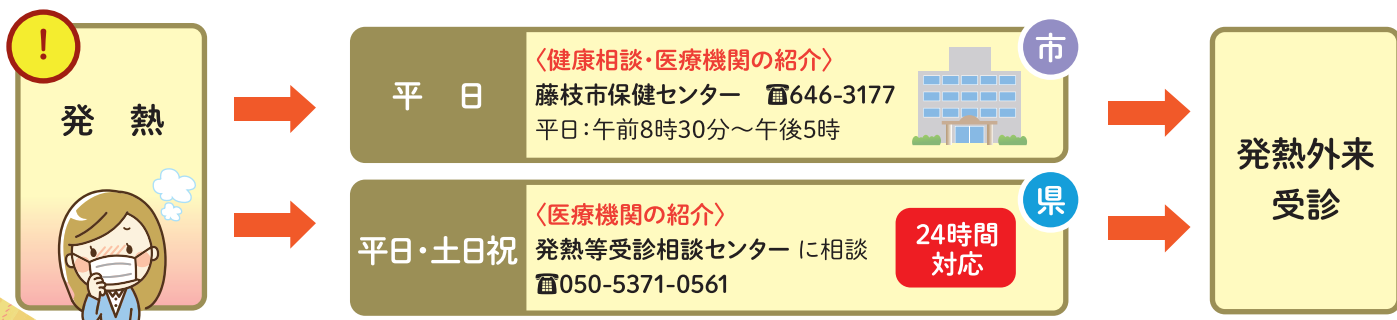 !
発 熱
平 日
〈健康相談・医療機関の紹介〉
藤枝市保健センター ☎646-3177
平日:午前8時30分～午後5時
市
平日・土日祝
〈医療機関の紹介〉
発熱等受診相談センター に相談
☎050-5371-0561
24時間
対応
県
発熱外来
受診